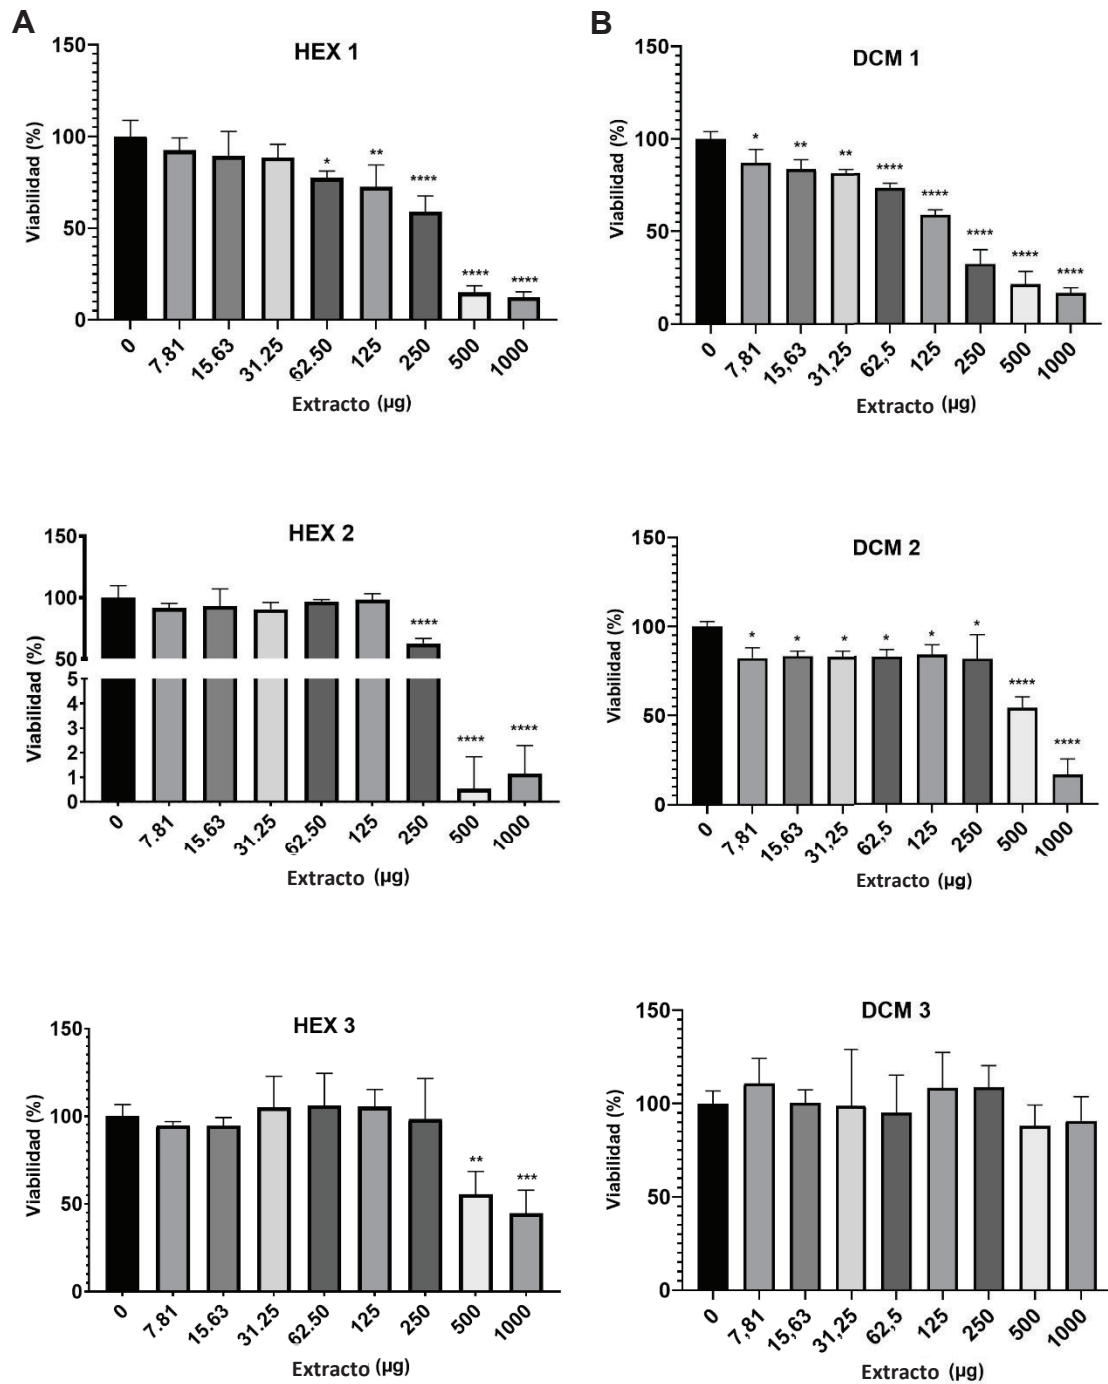 A
HEX 1
Viabilidad (%)
150
100
50
0
* ** **** **** ****
0 7.81 15.63 31.25 62.50 125 250 500 1000
Extracto (µg)
B
DCM 1
Viabilidad (%)
150
100
50
0
* ** ** **** **** **** **** ****
0 7,81 15,63 31,25 62,5 125 250 500 1000
Extracto (µg)
HEX 2
Viabilidad (%)
150
100
50
Viabilidad (%)
5
4
3
2
1
0
**** **** ****
0 7.81 15.63 31.25 62.50 125 250 500 1000
Extracto (µg)
DCM 2
Viabilidad (%)
150
100
50
0
* * * * * * **** ****
0 7,81 15,63 31,25 62,5 125 250 500 1000
Extracto (µg)
HEX 3
Viabilidad (%)
150
100
50
0
** ***
0 7.81 15.63 31.25 62.50 125 250 500 1000
Extracto (µg)
DCM 3
Viabilidad (%)
150
100
50
0
0 7,81 15,63 31,25 62,5 125 250 500 1000
Extracto (µg)